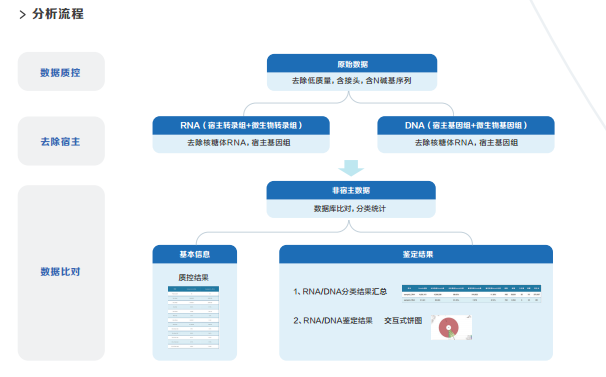 > 分析流程
数据质控
原始数据
去除低质量, 含接头, 含N碱基序列
去除宿主
RNA（宿主转录组+微生物转录组）
去除核糖体RNA, 宿主基因组
DNA（宿主基因组+微生物基因组）
去除核糖体RNA, 宿主基因组
非宿主数据
数据库比对, 分类统计
数据比对
基本信息
质控结果
鉴定结果
1、RNA/DNA分类结果汇总
2、RNA/DNA鉴定结果 交互式饼图